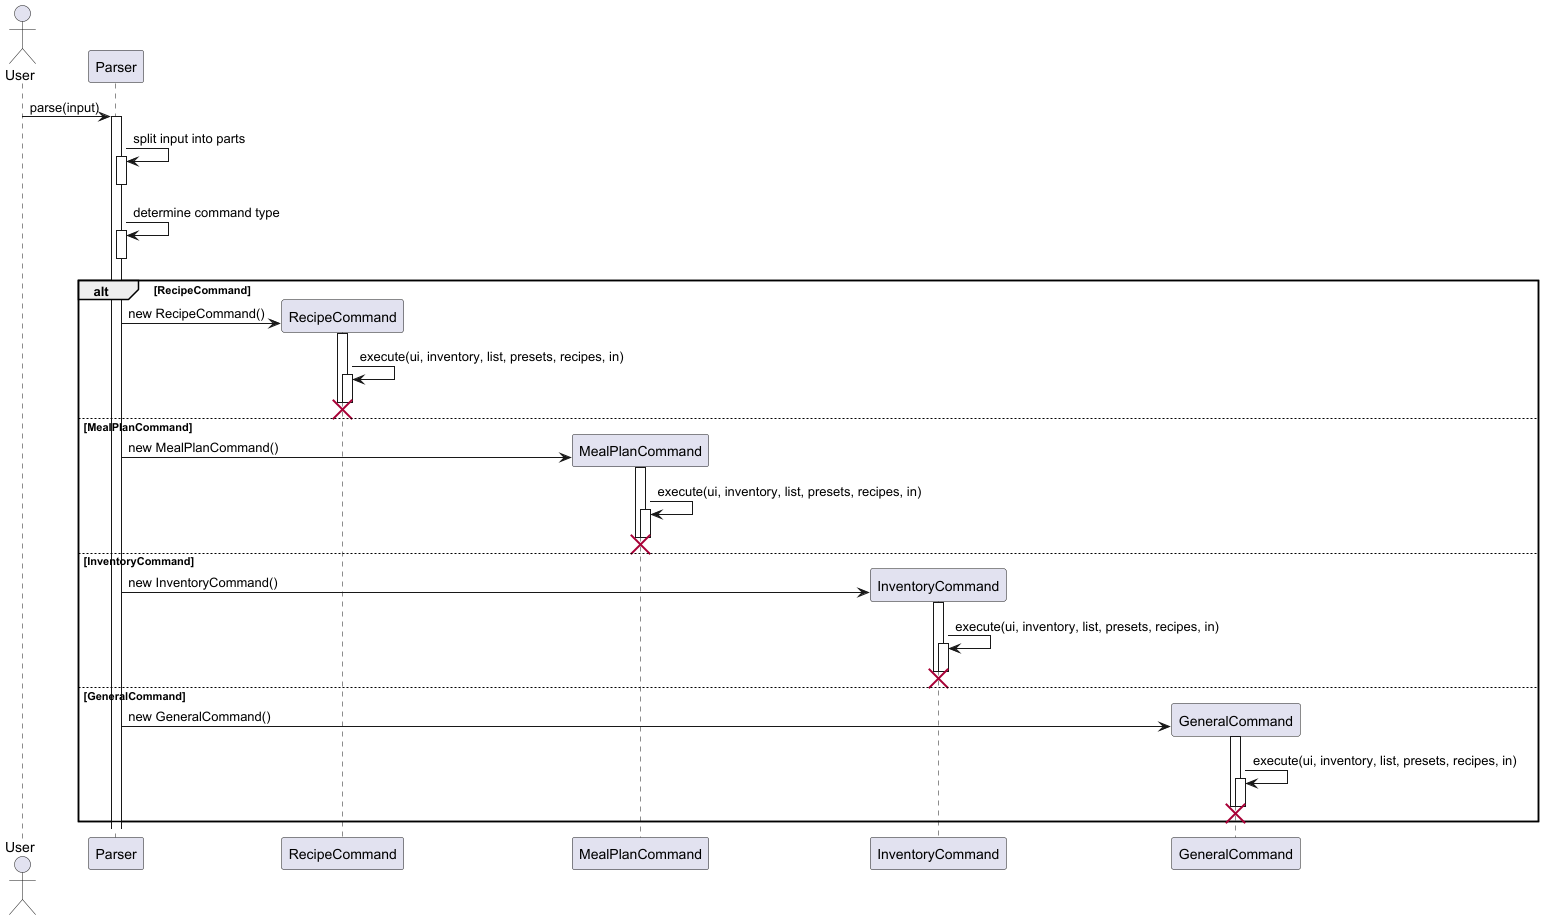 User
Parser
parse(input)
split input into parts
determine command type
alt [RecipeCommand]
new RecipeCommand()
RecipeCommand
execute(ui, inventory, list, presets, recipes, in)
[MealPlanCommand]
new MealPlanCommand()
MealPlanCommand
execute(ui, inventory, list, presets, recipes, in)
[InventoryCommand]
new InventoryCommand()
InventoryCommand
execute(ui, inventory, list, presets, recipes, in)
[GeneralCommand]
new GeneralCommand()
GeneralCommand
execute(ui, inventory, list, presets, recipes, in)
User
Parser
RecipeCommand
MealPlanCommand
InventoryCommand
GeneralCommand